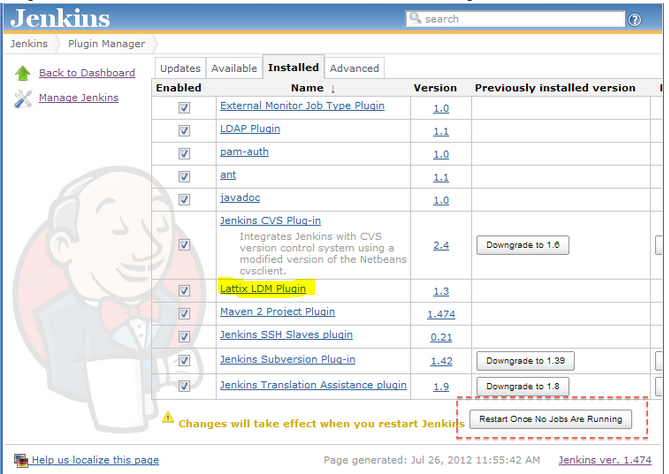 Jenkins
search
Jenkins Plugin Manager
Back to Dashboard
Manage Jenkins
Updates Available Installed Advanced
Enabled Name ↓ Version Previously installed version
External Monitor Job Type Plugin 1.0
LDAP Plugin 1.1
pam-auth 1.0
ant 1.1
javadoc 1.0
Jenkins CVS Plug-in
Integrates Jenkins with CVS
version control system using a
modified version of the Netbeans
cvsclient.
2.4 Downgrade to 1.6
Lattix LDM Plugin 1.3
Maven 2 Project Plugin 1.474
Jenkins SSH Slaves plugin 0.21
Jenkins Subversion Plug-in 1.42 Downgrade to 1.39
Jenkins Translation Assistance plugin 1.9 Downgrade to 1.8
Changes will take effect when you restart Jenkins Restart Once No Jobs Are Running
Help us localize this page Page generated: Jul 26, 2012 11:55:42 AM Jenkins ver. 1.474